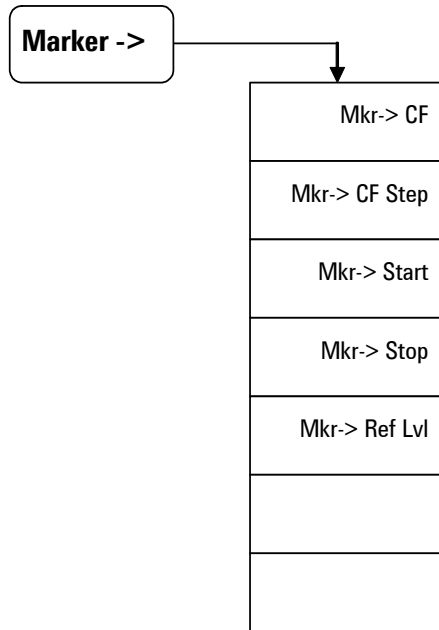 Marker ->
Mkr-> CF
Mkr-> CF Step
Mkr-> Start
Mkr-> Stop
Mkr-> Ref Lvl